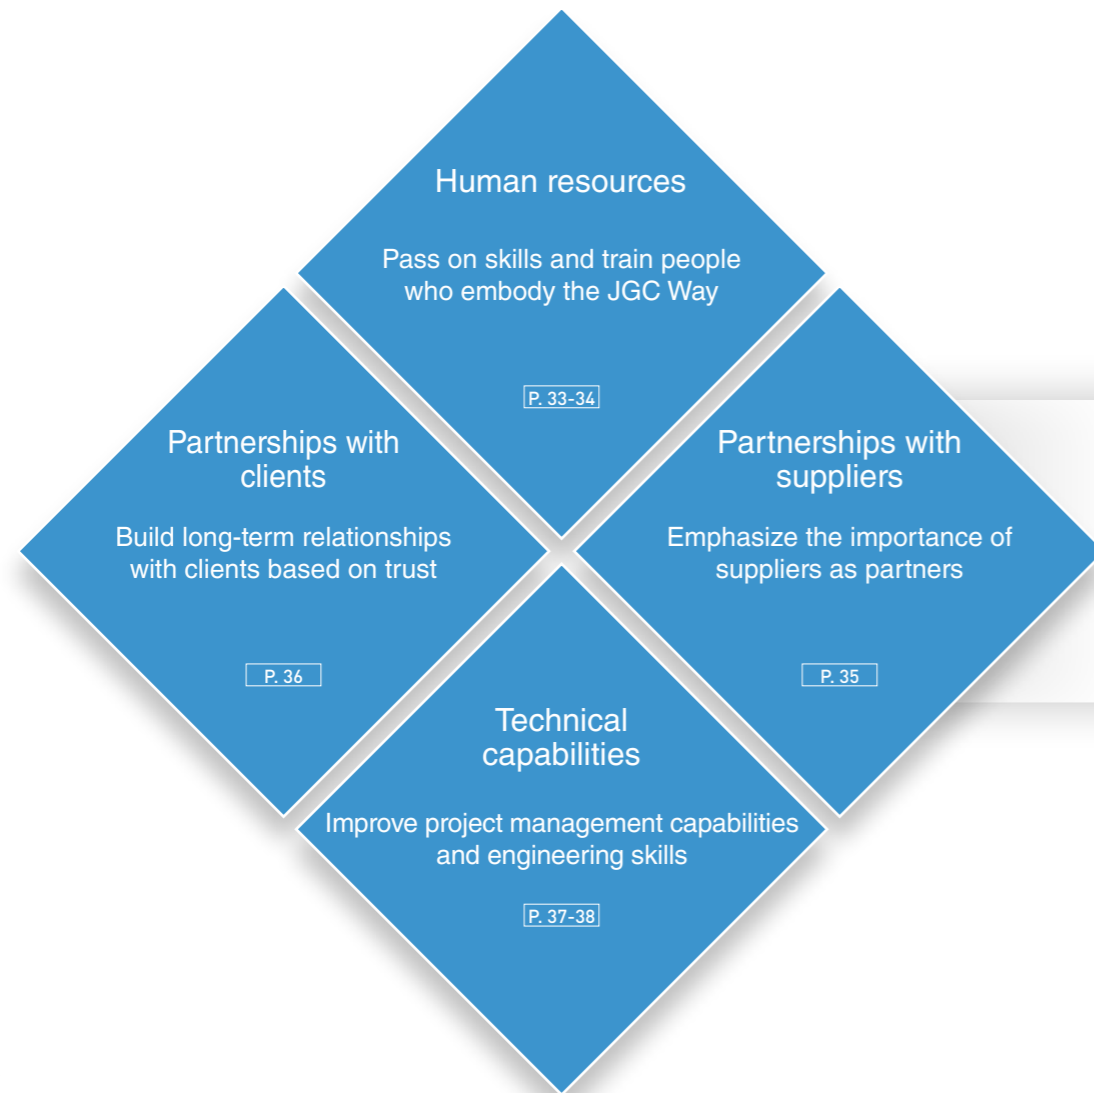 Human resources
Pass on skills and train people
who embody the JGC Way
P. 33-34
Partnerships with
clients
Build long-term relationships
with clients based on trust
P. 36
Partnerships with
suppliers
Emphasize the importance of
suppliers as partners
P. 35
Technical
capabilities
Improve project management capabilities
and engineering skills
P. 37-38